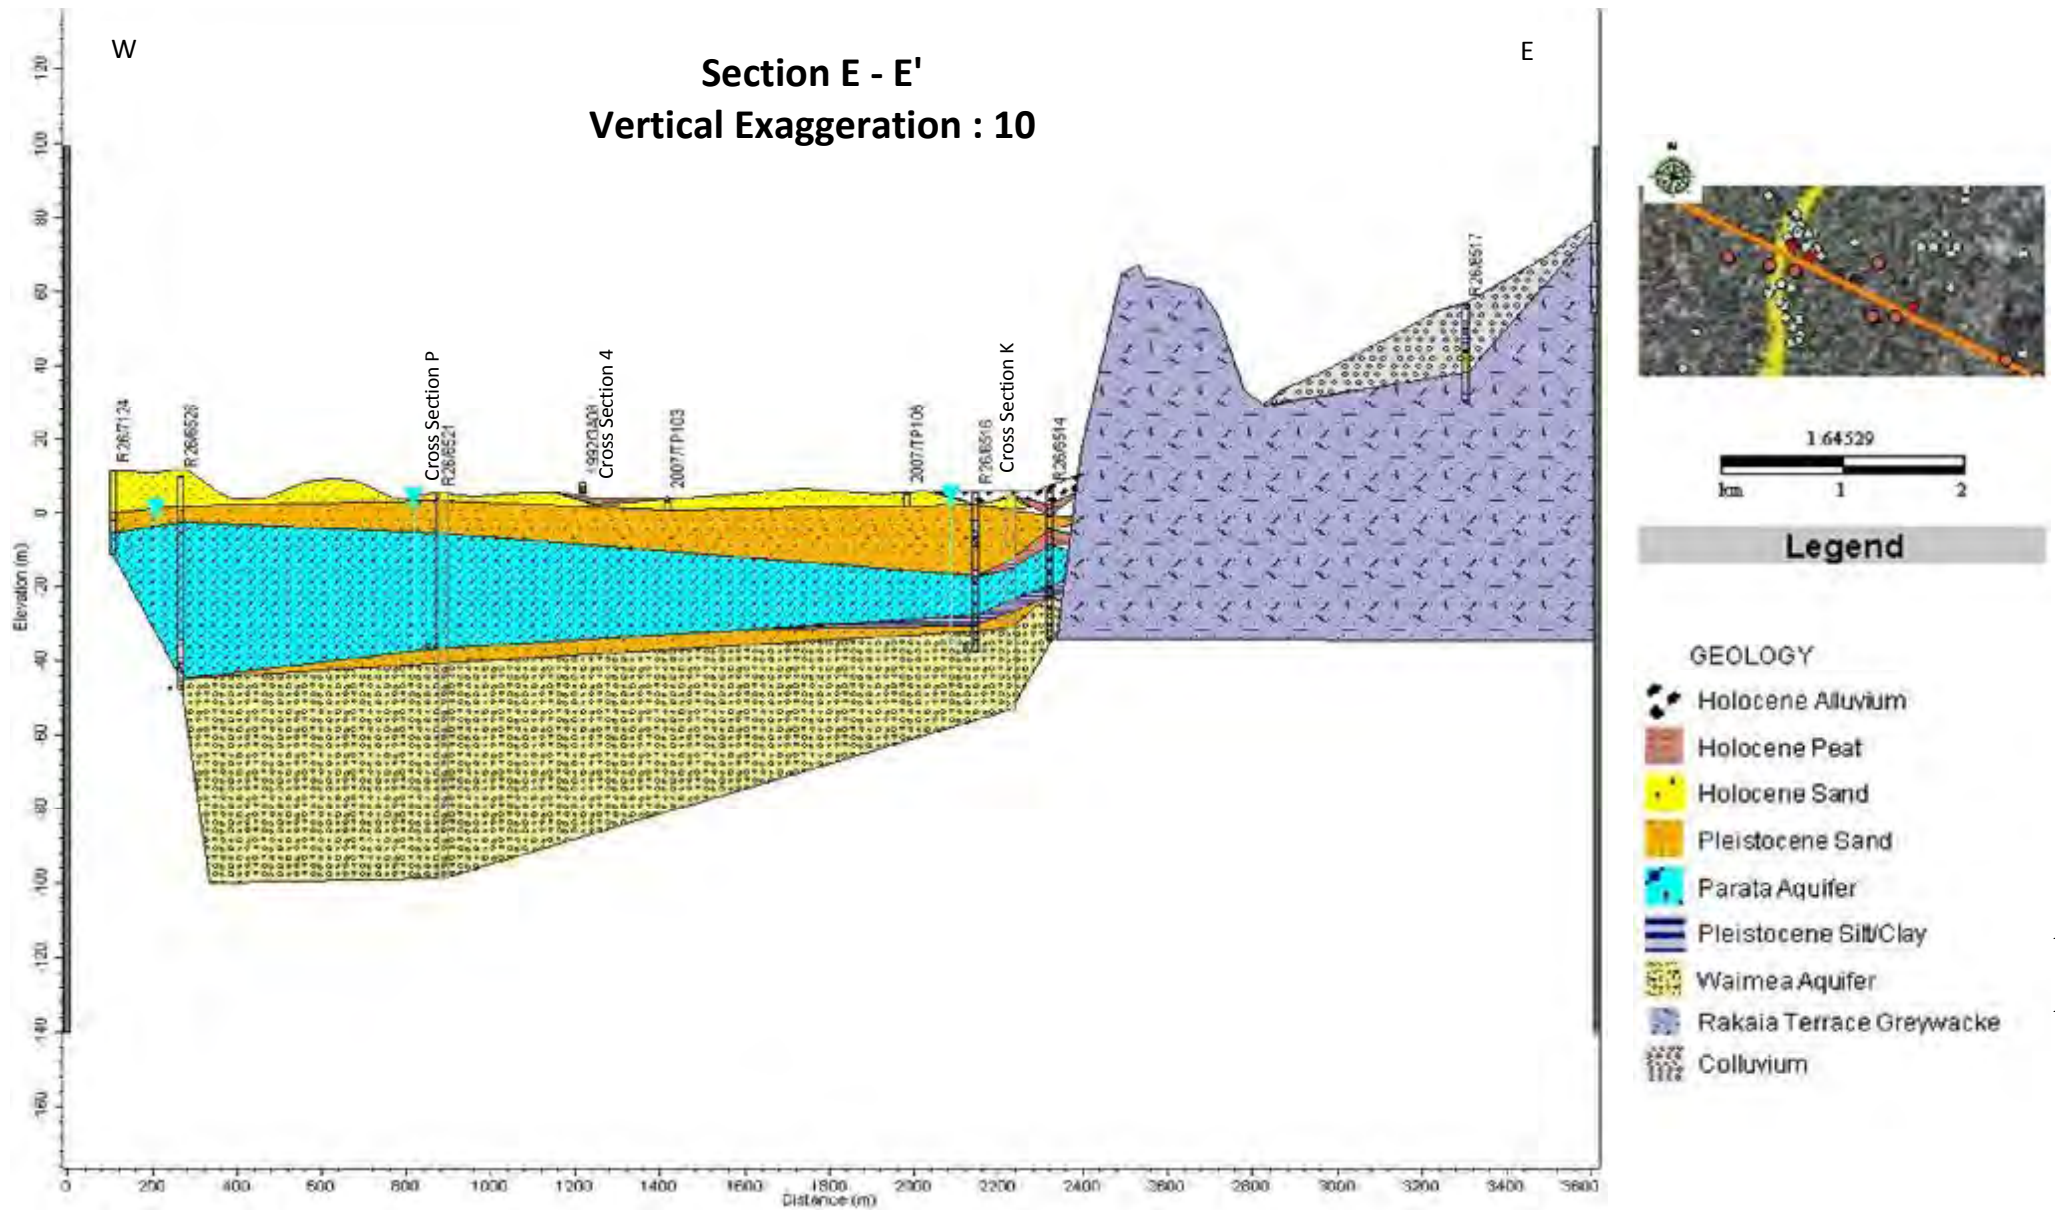 W
E
Section E - E'
Vertical Exaggeration : 10
120
100
80
60
40
20
0
-20
-40
-60
-80
-100
-120
-140
-160
Elevation (m)
R26/7124
R26/6526
Cross Section P
R26/6521
Cross Section 4
2007/TP103
2007/TP106
R26/6516
Cross Section K
R26/6514
R26/6517
0 200 400 600 800 1000 1200 1400 1600 1800 2000 2200 2400 2600 2800 3000 3200 3400 3600
Distance (m)
N
1:64529
1km 1 2
Legend
GEOLOGY
Holocene Alluvium
Holocene Peat
Holocene Sand
Pleistocene Sand
Parata Aquifer
Pleistocene Silt/Clay
Waimea Aquifer
Rakaia Terrace Greywacke
Colluvium